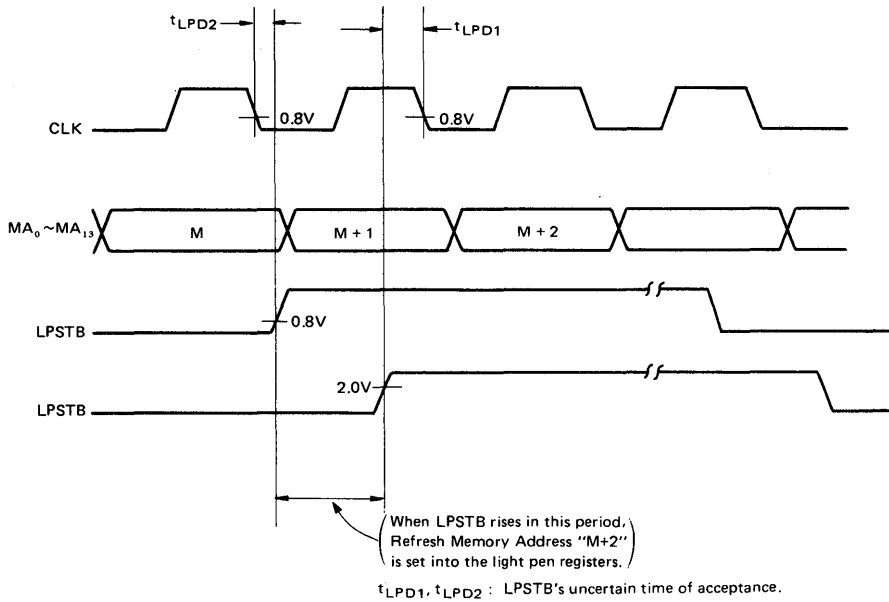 tLPD2
tLPD1
CLK
0.8V
0.8V
MA0~MA13
M
M + 1
M + 2
LPSTB
0.8V
LPSTB
2.0V
When LPSTB rises in this period,
Refresh Memory Address "M+2"
is set into the light pen registers.
tLPD1, tLPD2 : LPSTB's uncertain time of acceptance.